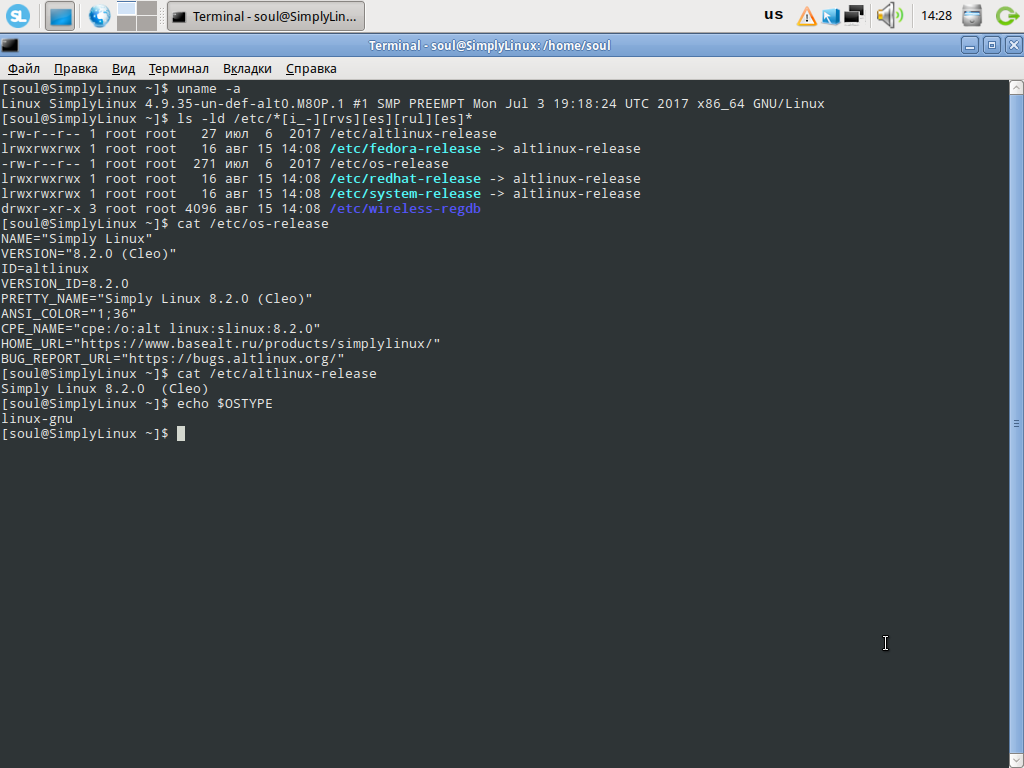 SL Terminal - soul@SimplyLin... us 14:28
Terminal - soul@SimplyLinux: /home/soul
Файл Правка Вид Терминал Вкладки Справка
[soul@SimplyLinux ~]$ uname -a
Linux SimplyLinux 4.9.35-un-def-alt0.M80P.1 #1 SMP PREEMPT Mon Jul 3 19:18:24 UTC 2017 x86_64 GNU/Linux
[soul@SimplyLinux ~]$ ls -ld /etc/*[i_-][rvs][es][rul][es]*
-rw-r--r-- 1 root root   27 июл  6  2017 /etc/altlinux-release
lrwxrwxrwx 1 root root   16 авг 15 14:08 /etc/fedora-release -> altlinux-release
-rw-r--r-- 1 root root  271 июл  6  2017 /etc/os-release
lrwxrwxrwx 1 root root   16 авг 15 14:08 /etc/redhat-release -> altlinux-release
lrwxrwxrwx 1 root root   16 авг 15 14:08 /etc/system-release -> altlinux-release
drwxr-xr-x 3 root root 4096 авг 15 14:08 /etc/wireless-regdb
[soul@SimplyLinux ~]$ cat /etc/os-release
NAME="Simply Linux"
VERSION="8.2.0 (Cleo)"
ID=altlinux
VERSION_ID=8.2.0
PRETTY_NAME="Simply Linux 8.2.0 (Cleo)"
ANSI_COLOR="1;36"
CPE_NAME="cpe:/o:alt linux:slinux:8.2.0"
HOME_URL="https://www.basealt.ru/products/simplylinux/"
BUG_REPORT_URL="https://bugs.altlinux.org/"
[soul@SimplyLinux ~]$ cat /etc/altlinux-release
Simply Linux 8.2.0  (Cleo)
[soul@SimplyLinux ~]$ echo $OSTYPE
linux-gnu
[soul@SimplyLinux ~]$